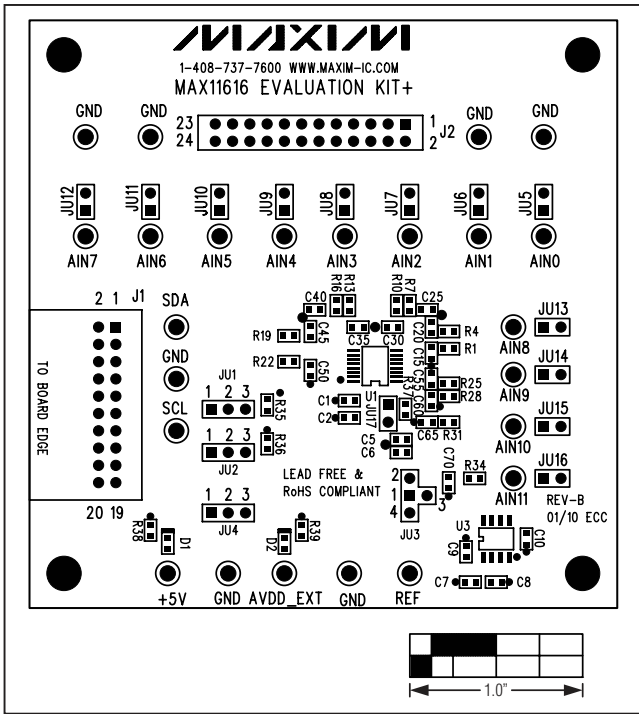 MAXIM
1-408-737-7600 WWW.MAXIM-IC.COM
MAX11616 EVALUATION KIT+
GND GND GND GND
23 1
24 2 J2
JU12 JU11 JU10 JU9 JU8 JU7 JU6 JU5
AIN7 AIN6 AIN5 AIN4 AIN3 AIN2 AIN1 AIN0
J1
2 1
TO BOARD EDGE
20 19
SDA
GND
SCL
C40 R16 R13 R10 R7 C25
R19 C45 C35 C30 C20 R4
R22 C50 C15 R1
C55 R25
C60 R28
C1 U1 R37
C2 JU17
C65 R31
C5
C6
JU13
AIN8
JU14
AIN9
JU15
AIN10
JU16
AIN11
JU1
1 2 3
R35
JU2
1 2 3
R36
JU4
1 2 3
LEAD FREE &
RoHS COMPLIANT
2
1 3
4
JU3
C70 R34
REV-B
01/10 ECC
U3
C9 C10
C7 C8
R38 D1 D2 R39
+5V GND AVDD_EXT GND REF
1.0"